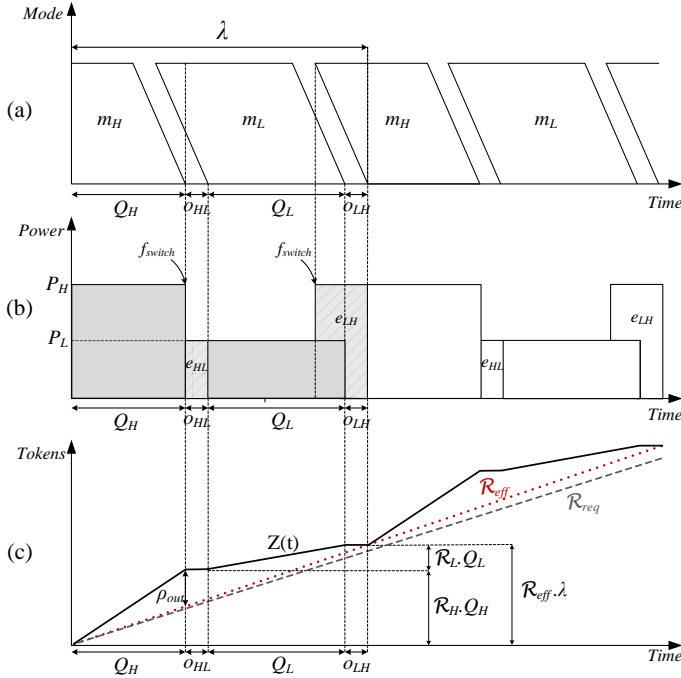 Mode
λ
(a)
m_H m_L m_H m_L
Q_H o_HL Q_L o_LH Time
Power
f_switch f_switch
P_H
(b)
e_LH e_LH
P_L
e_HL e_HL
Q_H o_HL Q_L o_LH Time
Tokens
ℛ_eff
ℛ_req
(c)
Z(t)
ℛ_L.Q_L
ρ_out
ℛ_H.Q_H
ℛ_eff.λ
Q_H o_HL Q_L o_LH Time